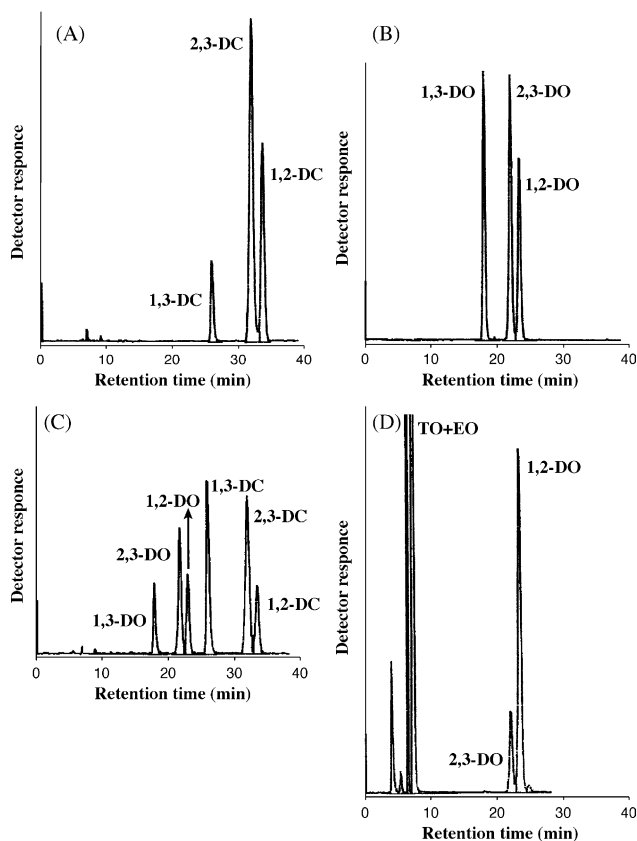 (A)
2,3-DC
1,2-DC
1,3-DC
Detector responce
0 10 20 30 40
Retention time (min)
(B)
1,3-DO 2,3-DO
1,2-DO
Detector responce
0 10 20 30 40
Retention time (min)
(C)
1,3-DC
1,2-DO
2,3-DC
2,3-DO
1,2-DC
1,3-DO
Detector responce
0 10 20 30 40
Retention time (min)
(D)
TO+EO
1,2-DO
2,3-DO
Detector responce
0 10 20 30 40
Retention time (min)